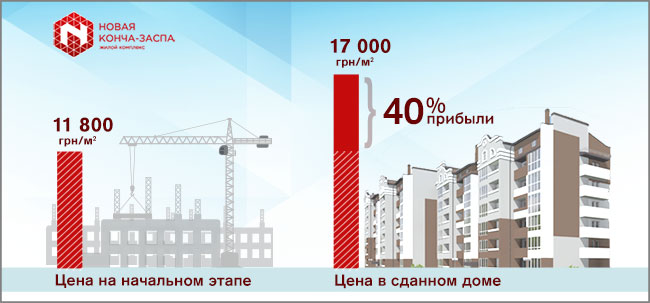 НОВАЯ
КОНЧА-ЗАСПА
ЖИЛОЙ КОМПЛЕКС
11 800
грн/м²
17 000
грн/м²
40% прибыли
Цена на начальном этапе
Цена в сданном доме